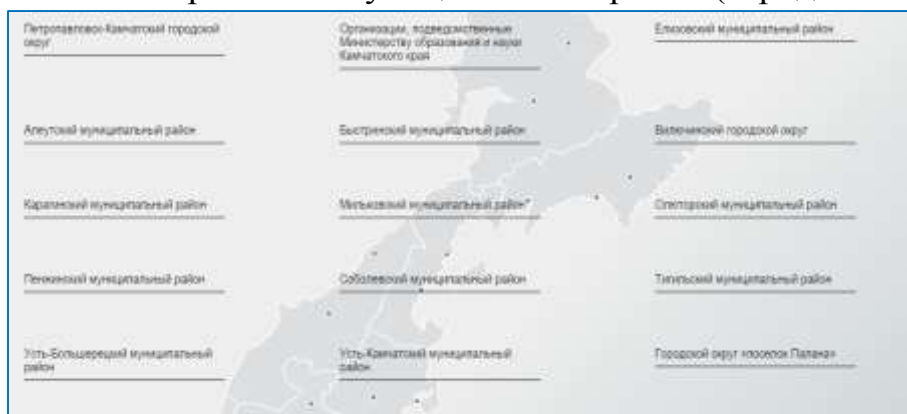 Петропавловск-Камчатский городской
округ
Организации, подведомственные
Министерству образования и науки
Камчатского края
Елизовский муниципальный район
Алеутский муниципальный район
Быстринский муниципальный район
Вилючинский городской округ
Карагинский муниципальный район
Мильковский муниципальный район*
Олюторский муниципальный район
Пенжинский муниципальный район
Соболевский муниципальный район
Тигильский муниципальный район
Усть-Большерецкий муниципальный
район
Усть-Камчатский муниципальный
район
Городской округ «поселок Палана»